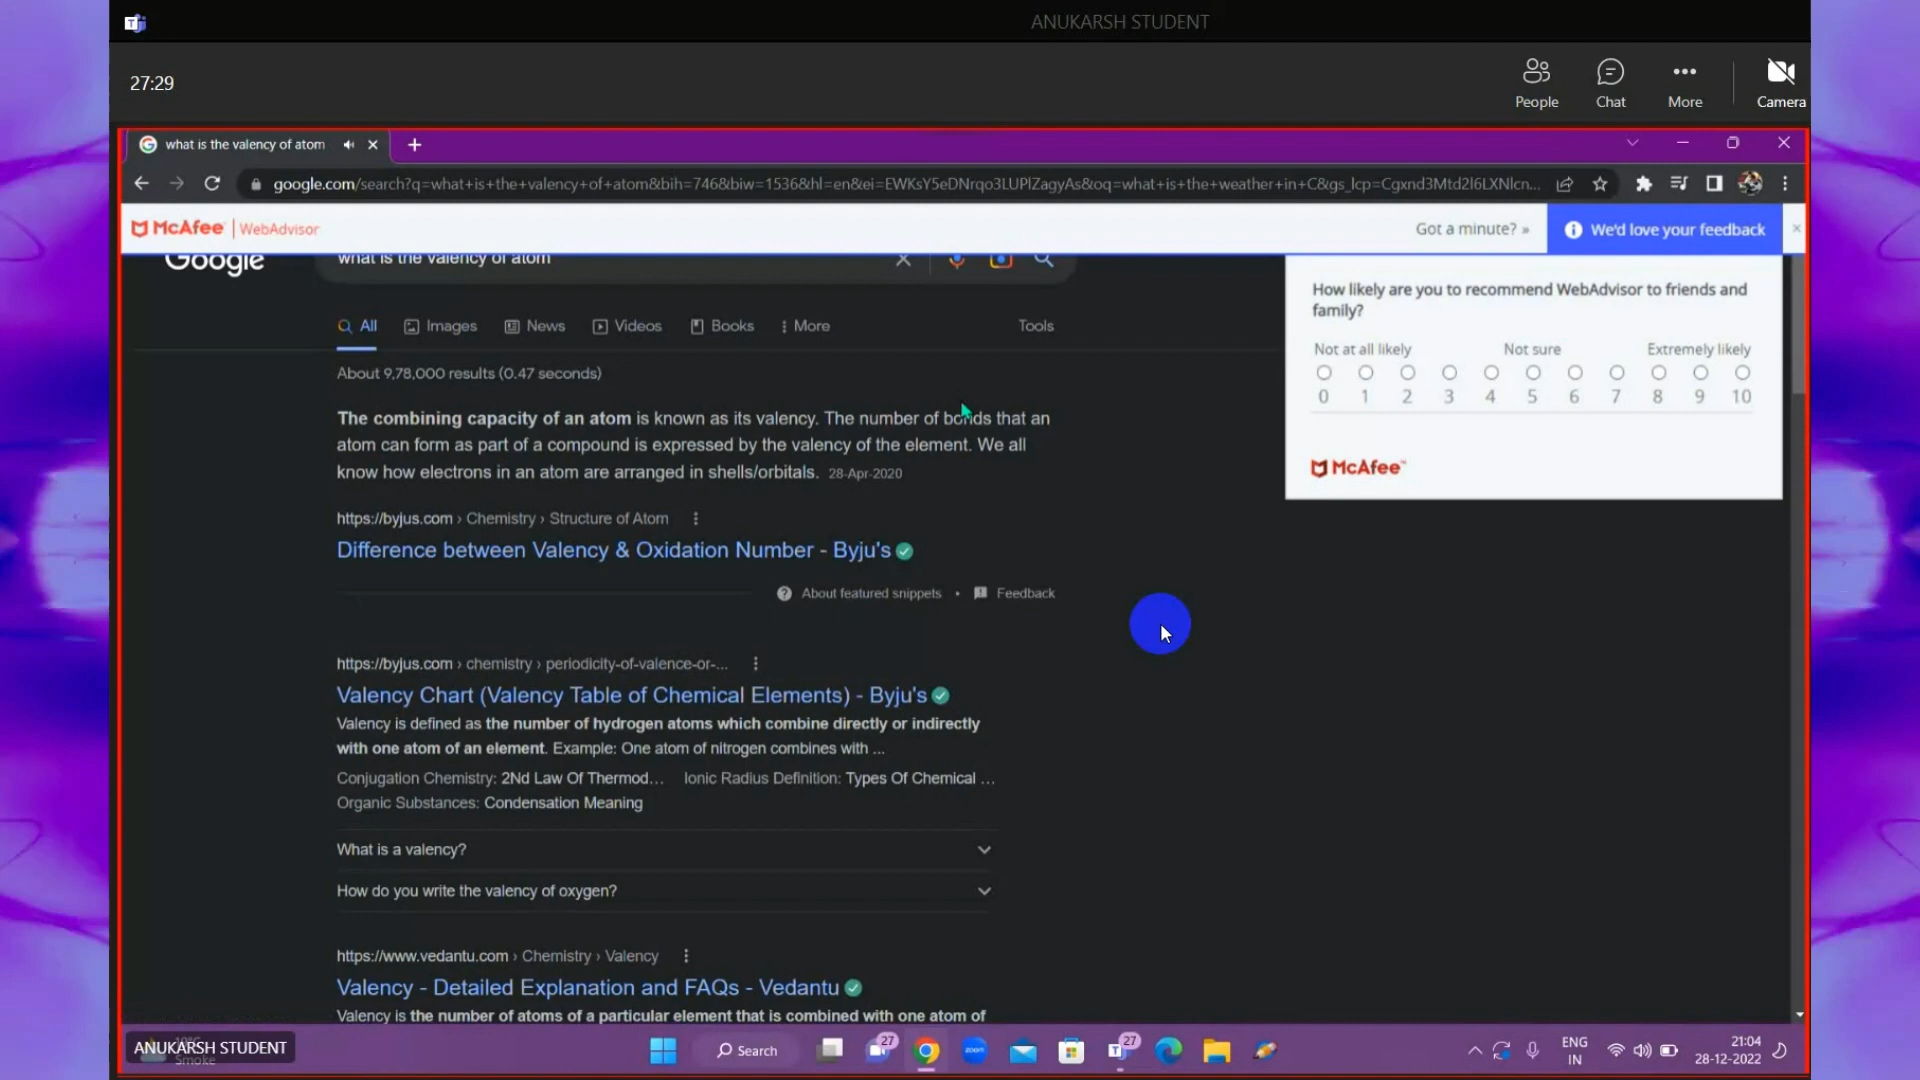 ANUKARSH STUDENT
27:29
People
Chat
More
Camera
what is the valency of atom
google.com/search?q=what+is+the+valency+of+atom&bih=746&biw=1536&hl=en&ei=EWKsY5eDNrqo3LUPlZagyAs&oq=what+is+the+weather+in+C&gs_lcp=Cgxnd3Mtd2l6LXNlcn...
McAfee | WebAdvisor
Got a minute? »
We'd love your feedback
Google
what is the valency of atom
All
Images
News
Videos
Books
More
Tools
How likely are you to recommend WebAdvisor to friends and
family?
Not at all likely
Not sure
Extremely likely
0 1 2 3 4 5 6 7 8 9 10
McAfee™
About 9,78,000 results (0.47 seconds)
The combining capacity of an atom is known as its valency. The number of bonds that an
atom can form as part of a compound is expressed by the valency of the element. We all
know how electrons in an atom are arranged in shells/orbitals. 28-Apr-2020
https://byjus.com › Chemistry › Structure of Atom
Difference between Valency & Oxidation Number - Byju's
About featured snippets • Feedback
https://byjus.com › chemistry › periodicity-of-valence-or-...
Valency Chart (Valency Table of Chemical Elements) - Byju's
Valency is defined as the number of hydrogen atoms which combine directly or indirectly
with one atom of an element. Example: One atom of nitrogen combines with ...
Conjugation Chemistry: 2Nd Law Of Thermod... Ionic Radius Definition: Types Of Chemical ...
Organic Substances: Condensation Meaning
What is a valency?
How do you write the valency of oxygen?
https://www.vedantu.com › Chemistry › Valency
Valency - Detailed Explanation and FAQs - Vedantu
Valency is the number of atoms of a particular element that is combined with one atom of
ANUKARSH STUDENT
Smoke
Search
27
zoom
27
ENG
IN
21:04
28-12-2022